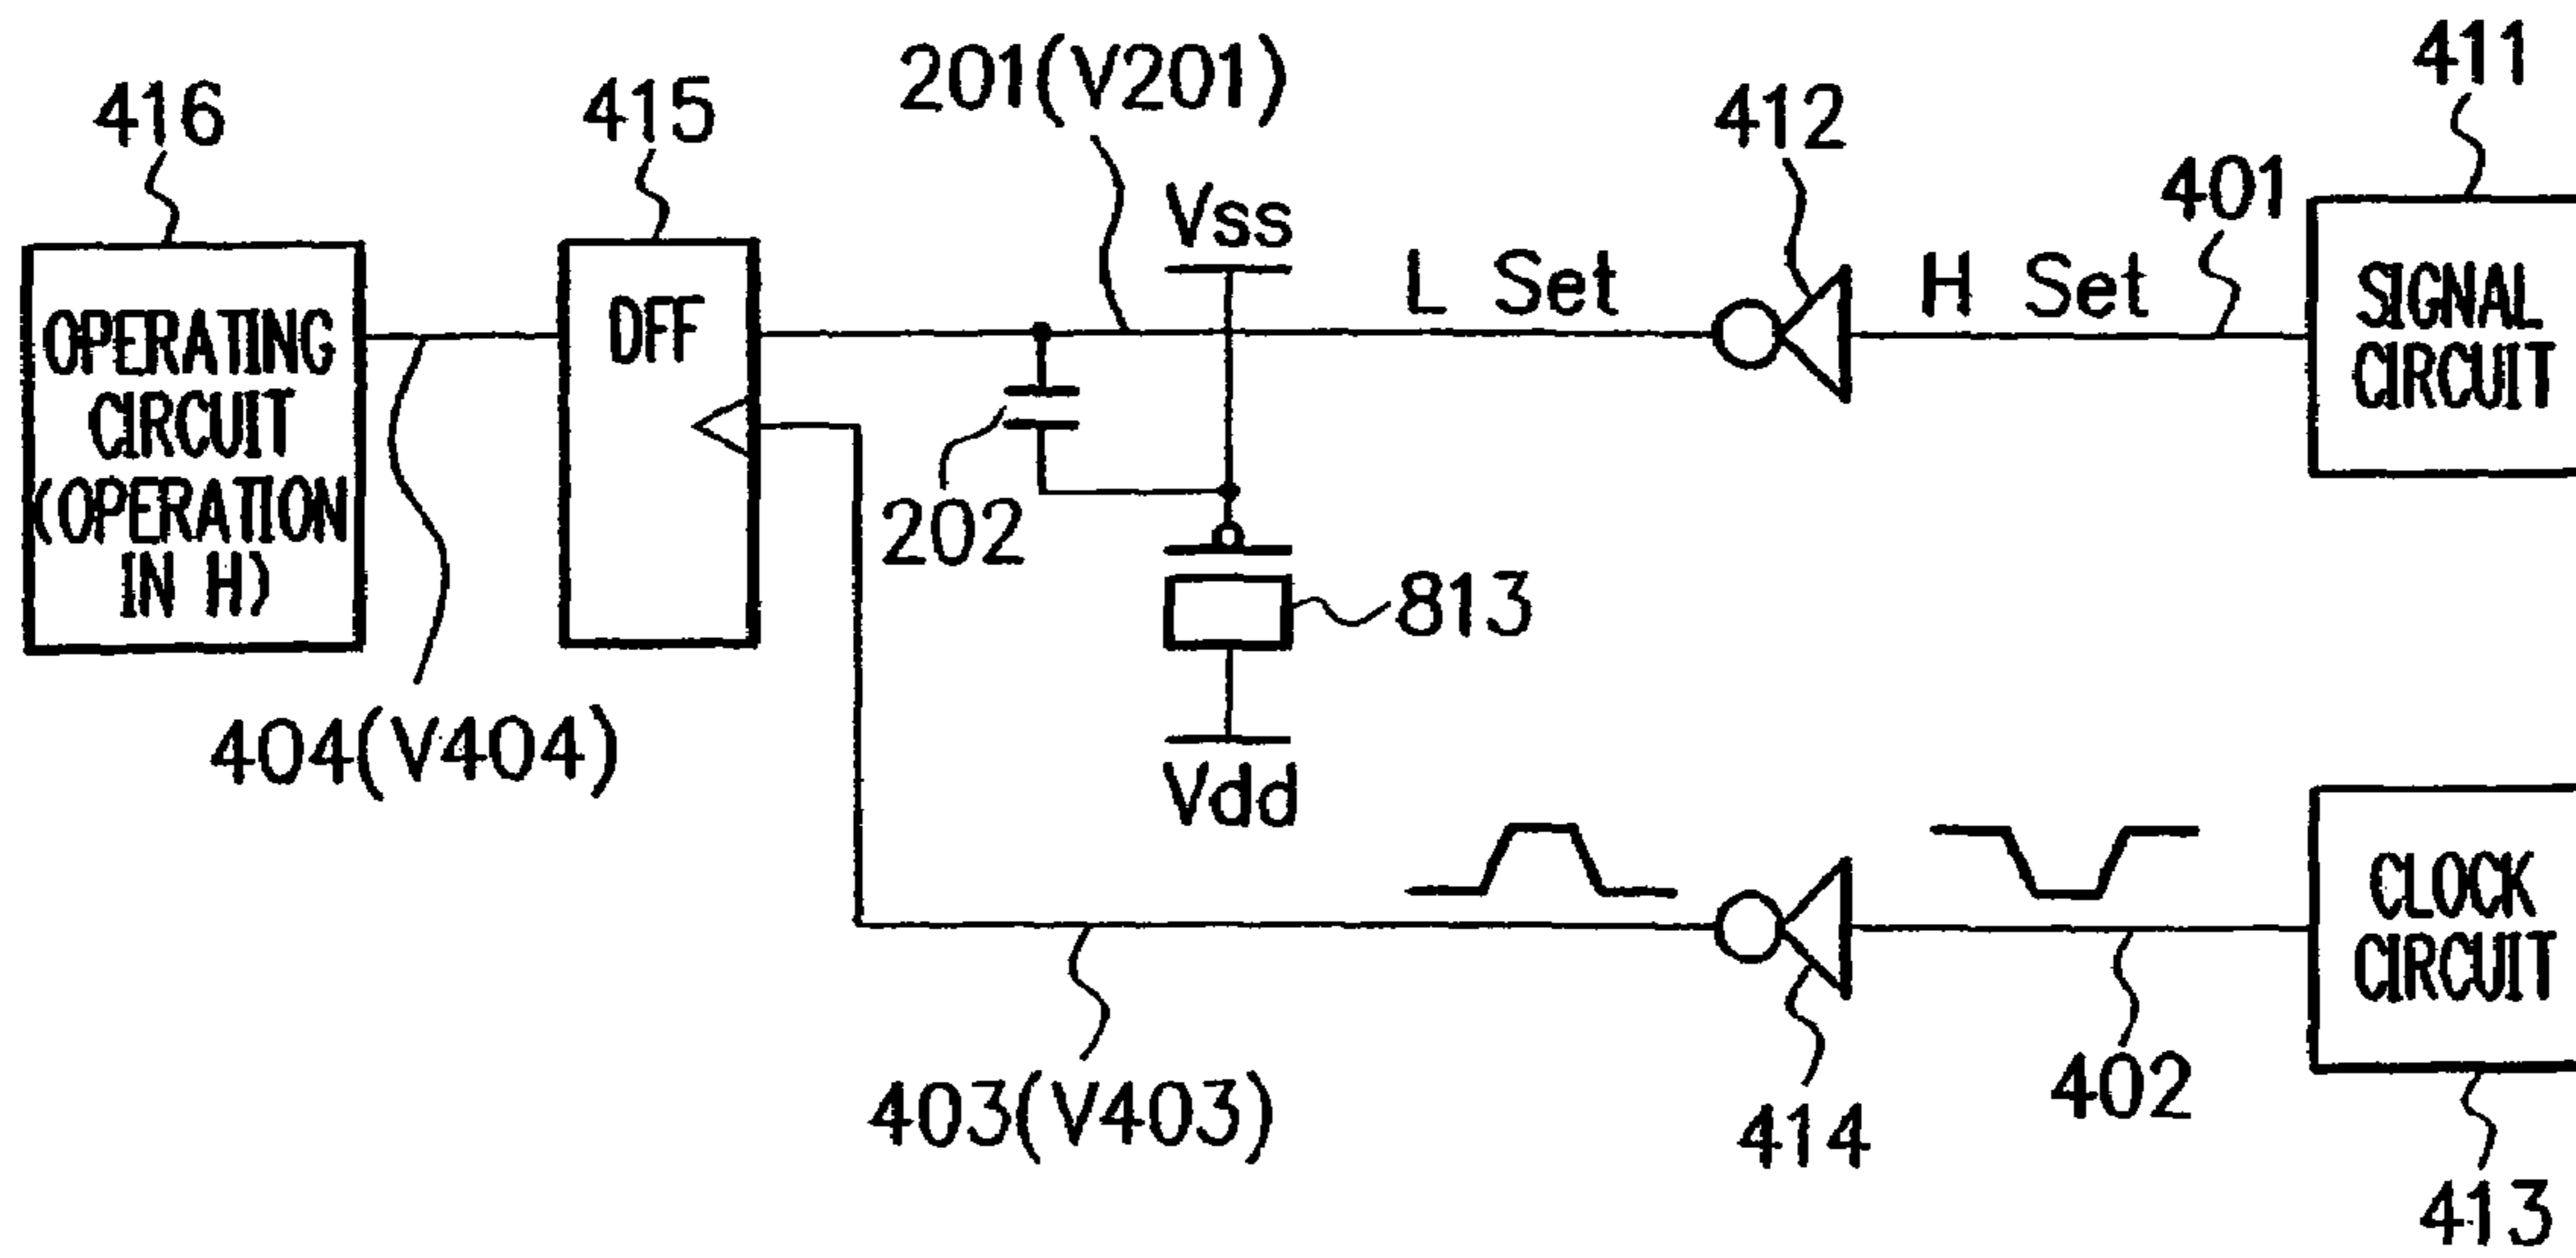 416
415
201(V201)
412
411
401
Vss
L Set
H Set
OPERATING
CIRCUIT
(OPERATION
IN H)
DFF
SIGNAL
CIRCUIT
202
813
404(V404)
Vdd
CLOCK
CIRCUIT
403(V403)
414
402
413